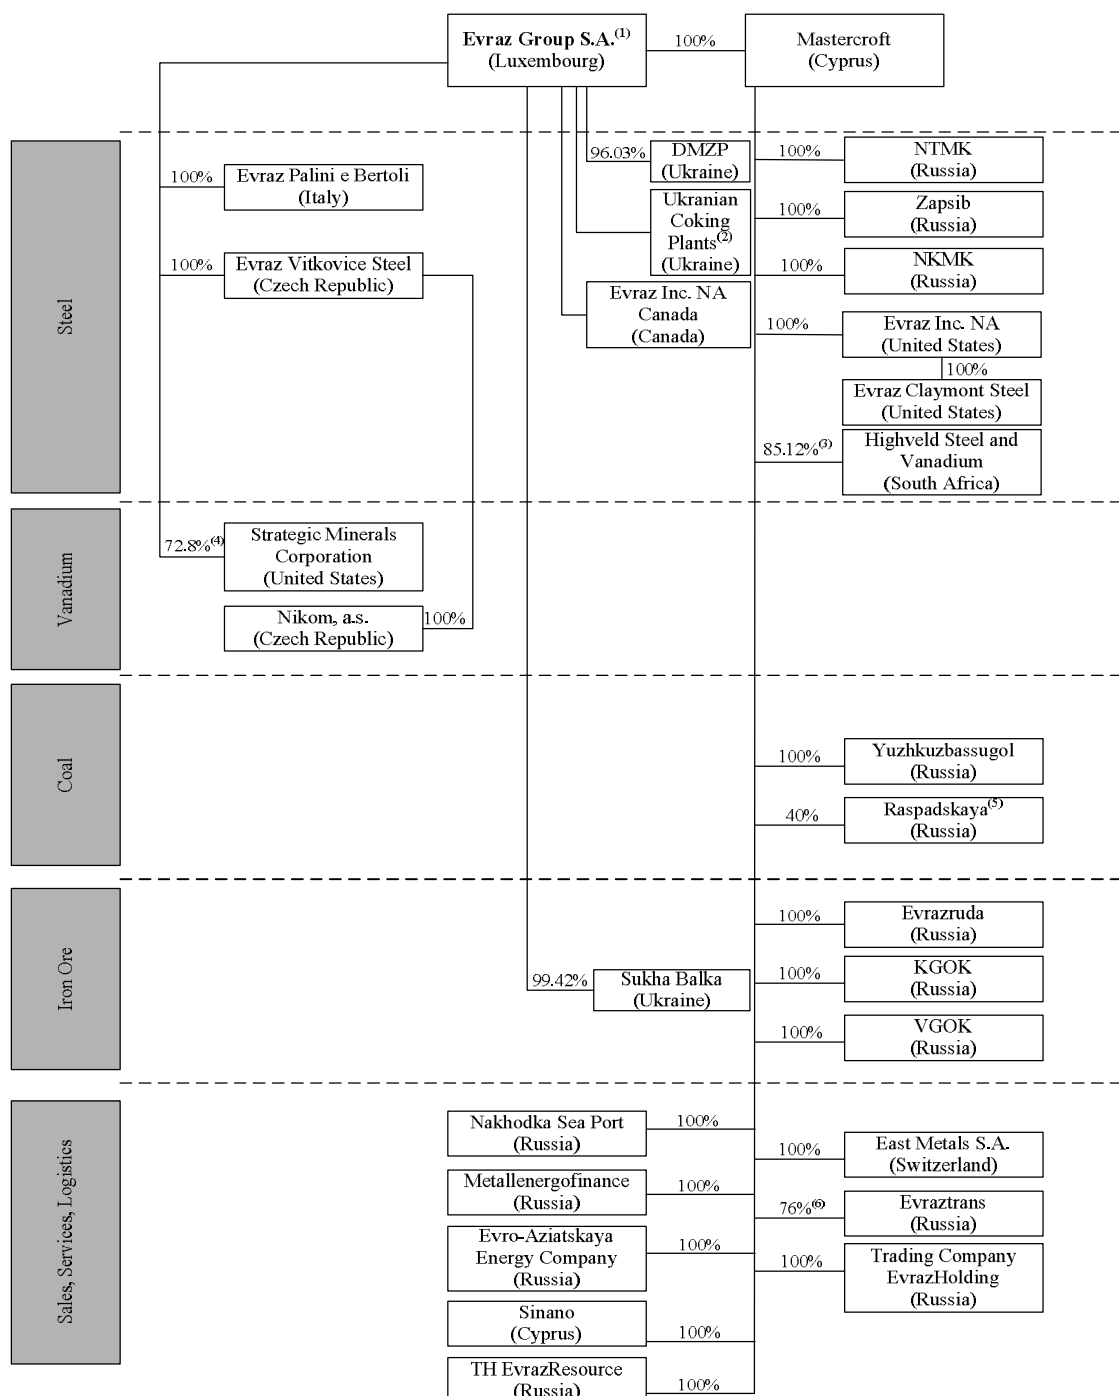 Evraz Group S.A.(1)
(Luxembourg)
100%
Mastercroft
(Cyprus)
Steel
100%
Evraz Palini e Bertoli
(Italy)
100%
Evraz Vitkovice Steel
(Czech Republic)
96.03%
DMZP
(Ukraine)
Ukranian
Coking
Plants(2)
(Ukraine)
Evraz Inc. NA
Canada
(Canada)
100%
NTMK
(Russia)
100%
Zapsib
(Russia)
100%
NKMK
(Russia)
100%
Evraz Inc. NA
(United States)
100%
Evraz Claymont Steel
(United States)
85.12%(3)
Highveld Steel and
Vanadium
(South Africa)
Vanadium
72.8%(4)
Strategic Minerals
Corporation
(United States)
Nikom, a.s.
(Czech Republic)
100%
Coal
100%
Yuzhkuzbassugol
(Russia)
40%
Raspadskaya(5)
(Russia)
Iron Ore
99.42%
Sukha Balka
(Ukraine)
100%
Evrazruda
(Russia)
100%
KGOK
(Russia)
100%
VGOK
(Russia)
Sales, Services, Logistics
Nakhodka Sea Port
(Russia)
100%
Metallenergofinance
(Russia)
100%
Evro-Aziatskaya
Energy Company
(Russia)
100%
Sinano
(Cyprus)
100%
TH EvrazResource
(Russia)
100%
100%
East Metals S.A.
(Switzerland)
76%(6)
Evraztrans
(Russia)
100%
Trading Company
EvrazHolding
(Russia)